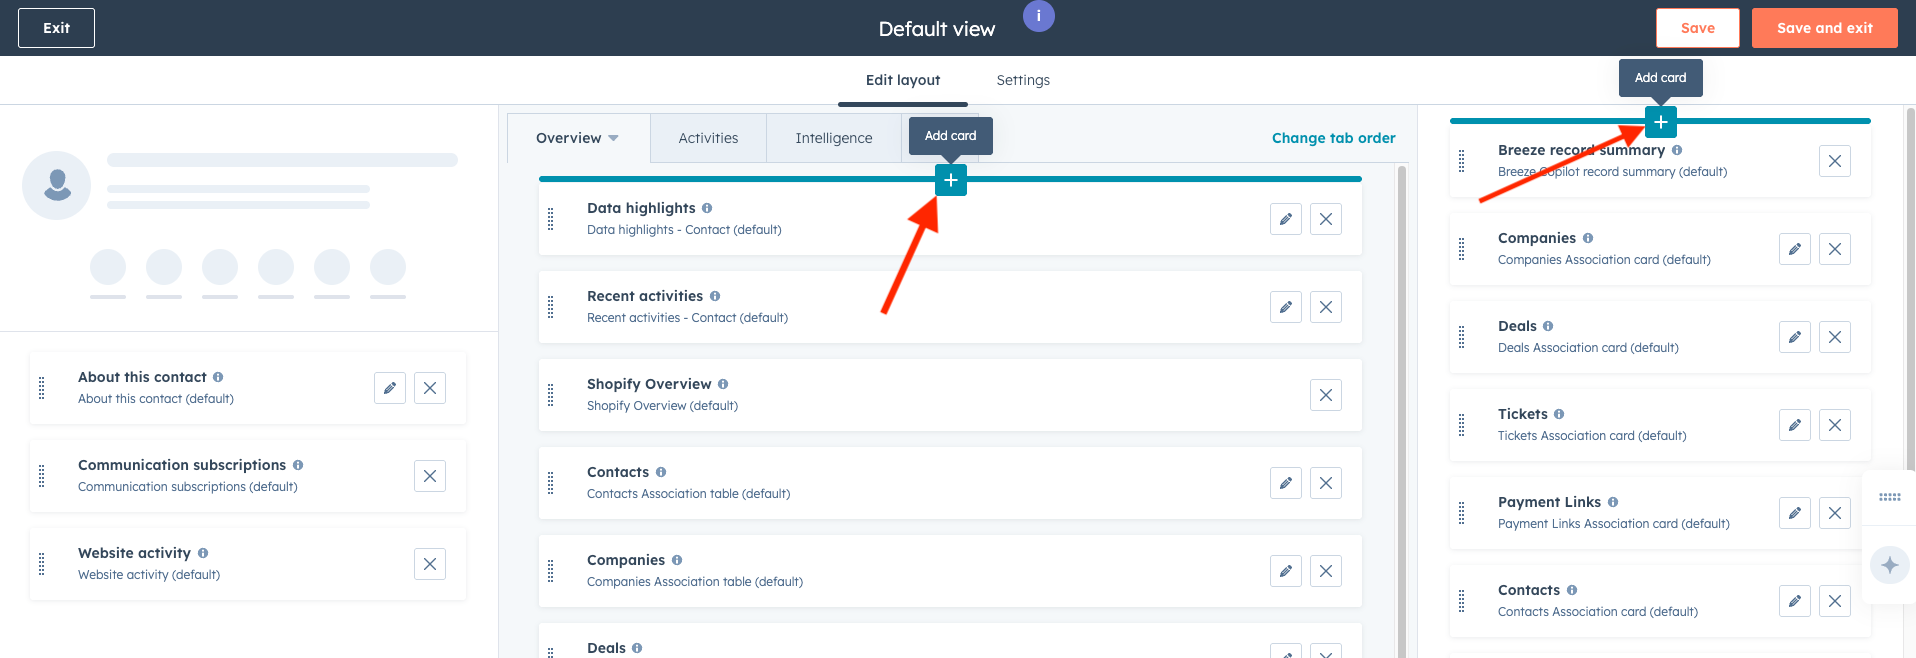 Exit
Default view
i
Save
Save and exit
Edit layout
Settings
Add card
Overview
Activities
Intelligence
Add card
Change tab order
About this contact
About this contact (default)
Communication subscriptions
Communication subscriptions (default)
Website activity
Website activity (default)
Data highlights
Data highlights - Contact (default)
Recent activities
Recent activities - Contact (default)
Shopify Overview
Shopify Overview (default)
Contacts
Contacts Association table (default)
Companies
Companies Association table (default)
Deals
Breeze record summary
Breeze Copilot record summary (default)
Companies
Companies Association card (default)
Deals
Deals Association card (default)
Tickets
Tickets Association card (default)
Payment Links
Payment Links Association card (default)
Contacts
Contacts Association card (default)